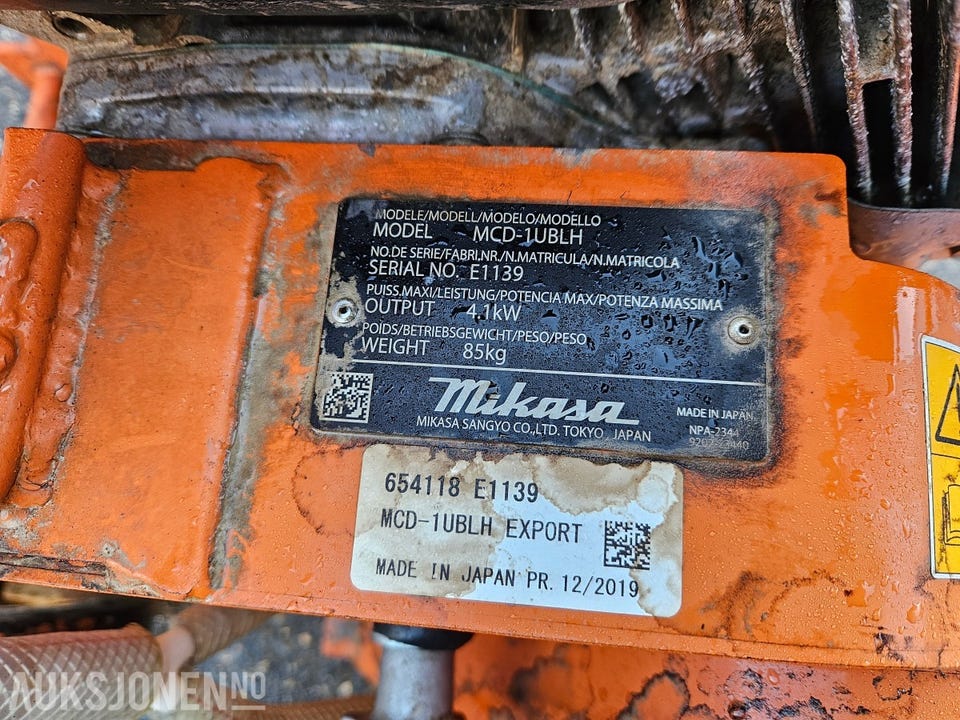 MODELE/MODELL/MODELO/MODELLO
MODEL MCD-1UBLH
NO.DE SERIE/FABRI,NR./N.MATRICULA/N.MATRICOLA
SERIAL NO. E1139
PUISS.MAXI/LEISTUNG/POTENCIA MAX/POTENZA MASSIMA
OUTPUT 4.1kW
POIDS/BETRIEBSGEWICHT/PESO/PESO
WEIGHT 85kg
Mikasa
MIKASA SANGYO CO.,LTD. TOKYO, JAPAN
MADE IN JAPAN
654118 E1139
MCD-1UBLH EXPORT
MADE IN JAPAN PR. 12/2019
AUKSJONEN.NO